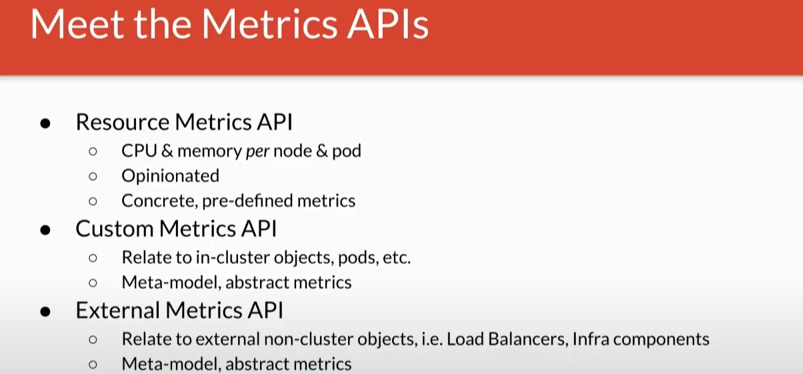 Meet the Metrics APIs
● Resource Metrics API
○ CPU & memory per node & pod
○ Opinionated
○ Concrete, pre-defined metrics
● Custom Metrics API
○ Relate to in-cluster objects, pods, etc.
○ Meta-model, abstract metrics
● External Metrics API
○ Relate to external non-cluster objects, i.e. Load Balancers, Infra components
○ Meta-model, abstract metrics